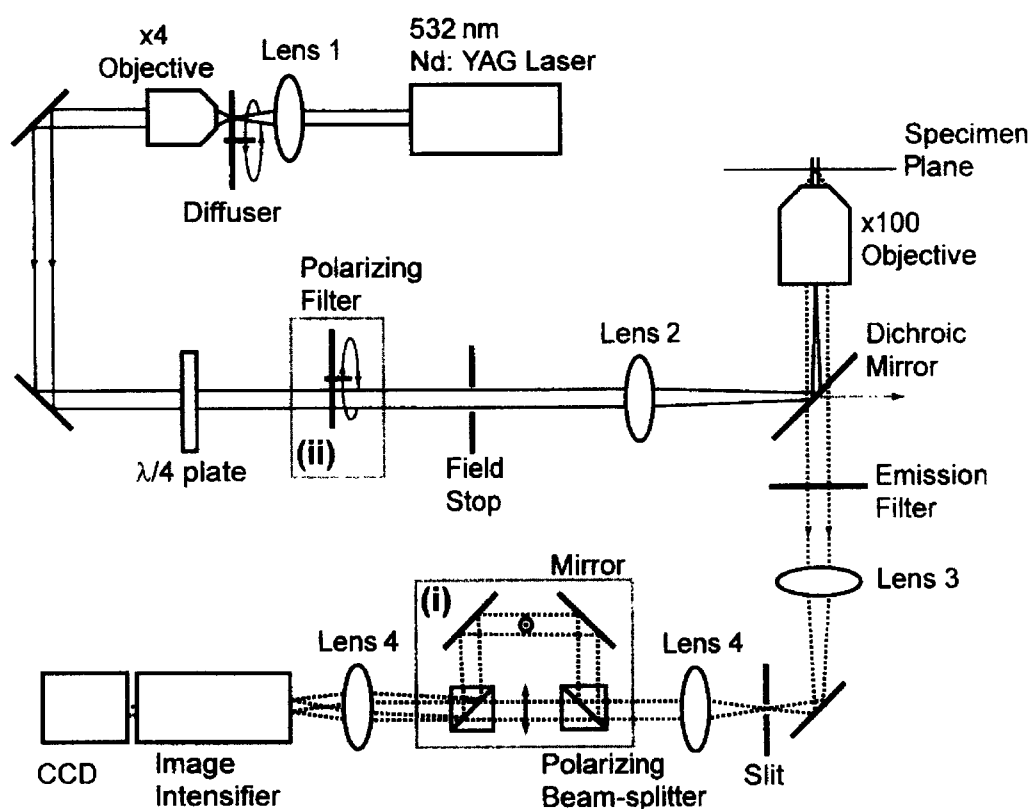 x4
Objective
Lens 1
532 nm
Nd: YAG Laser
Diffuser
Specimen
Plane
x100
Objective
Polarizing
Filter
Lens 2
Dichroic
Mirror
(ii)
λ/4 plate
Field
Stop
Emission
Filter
Mirror
(i)
Lens 3
Lens 4
Lens 4
CCD
Image
Intensifier
Polarizing
Beam-splitter
Slit